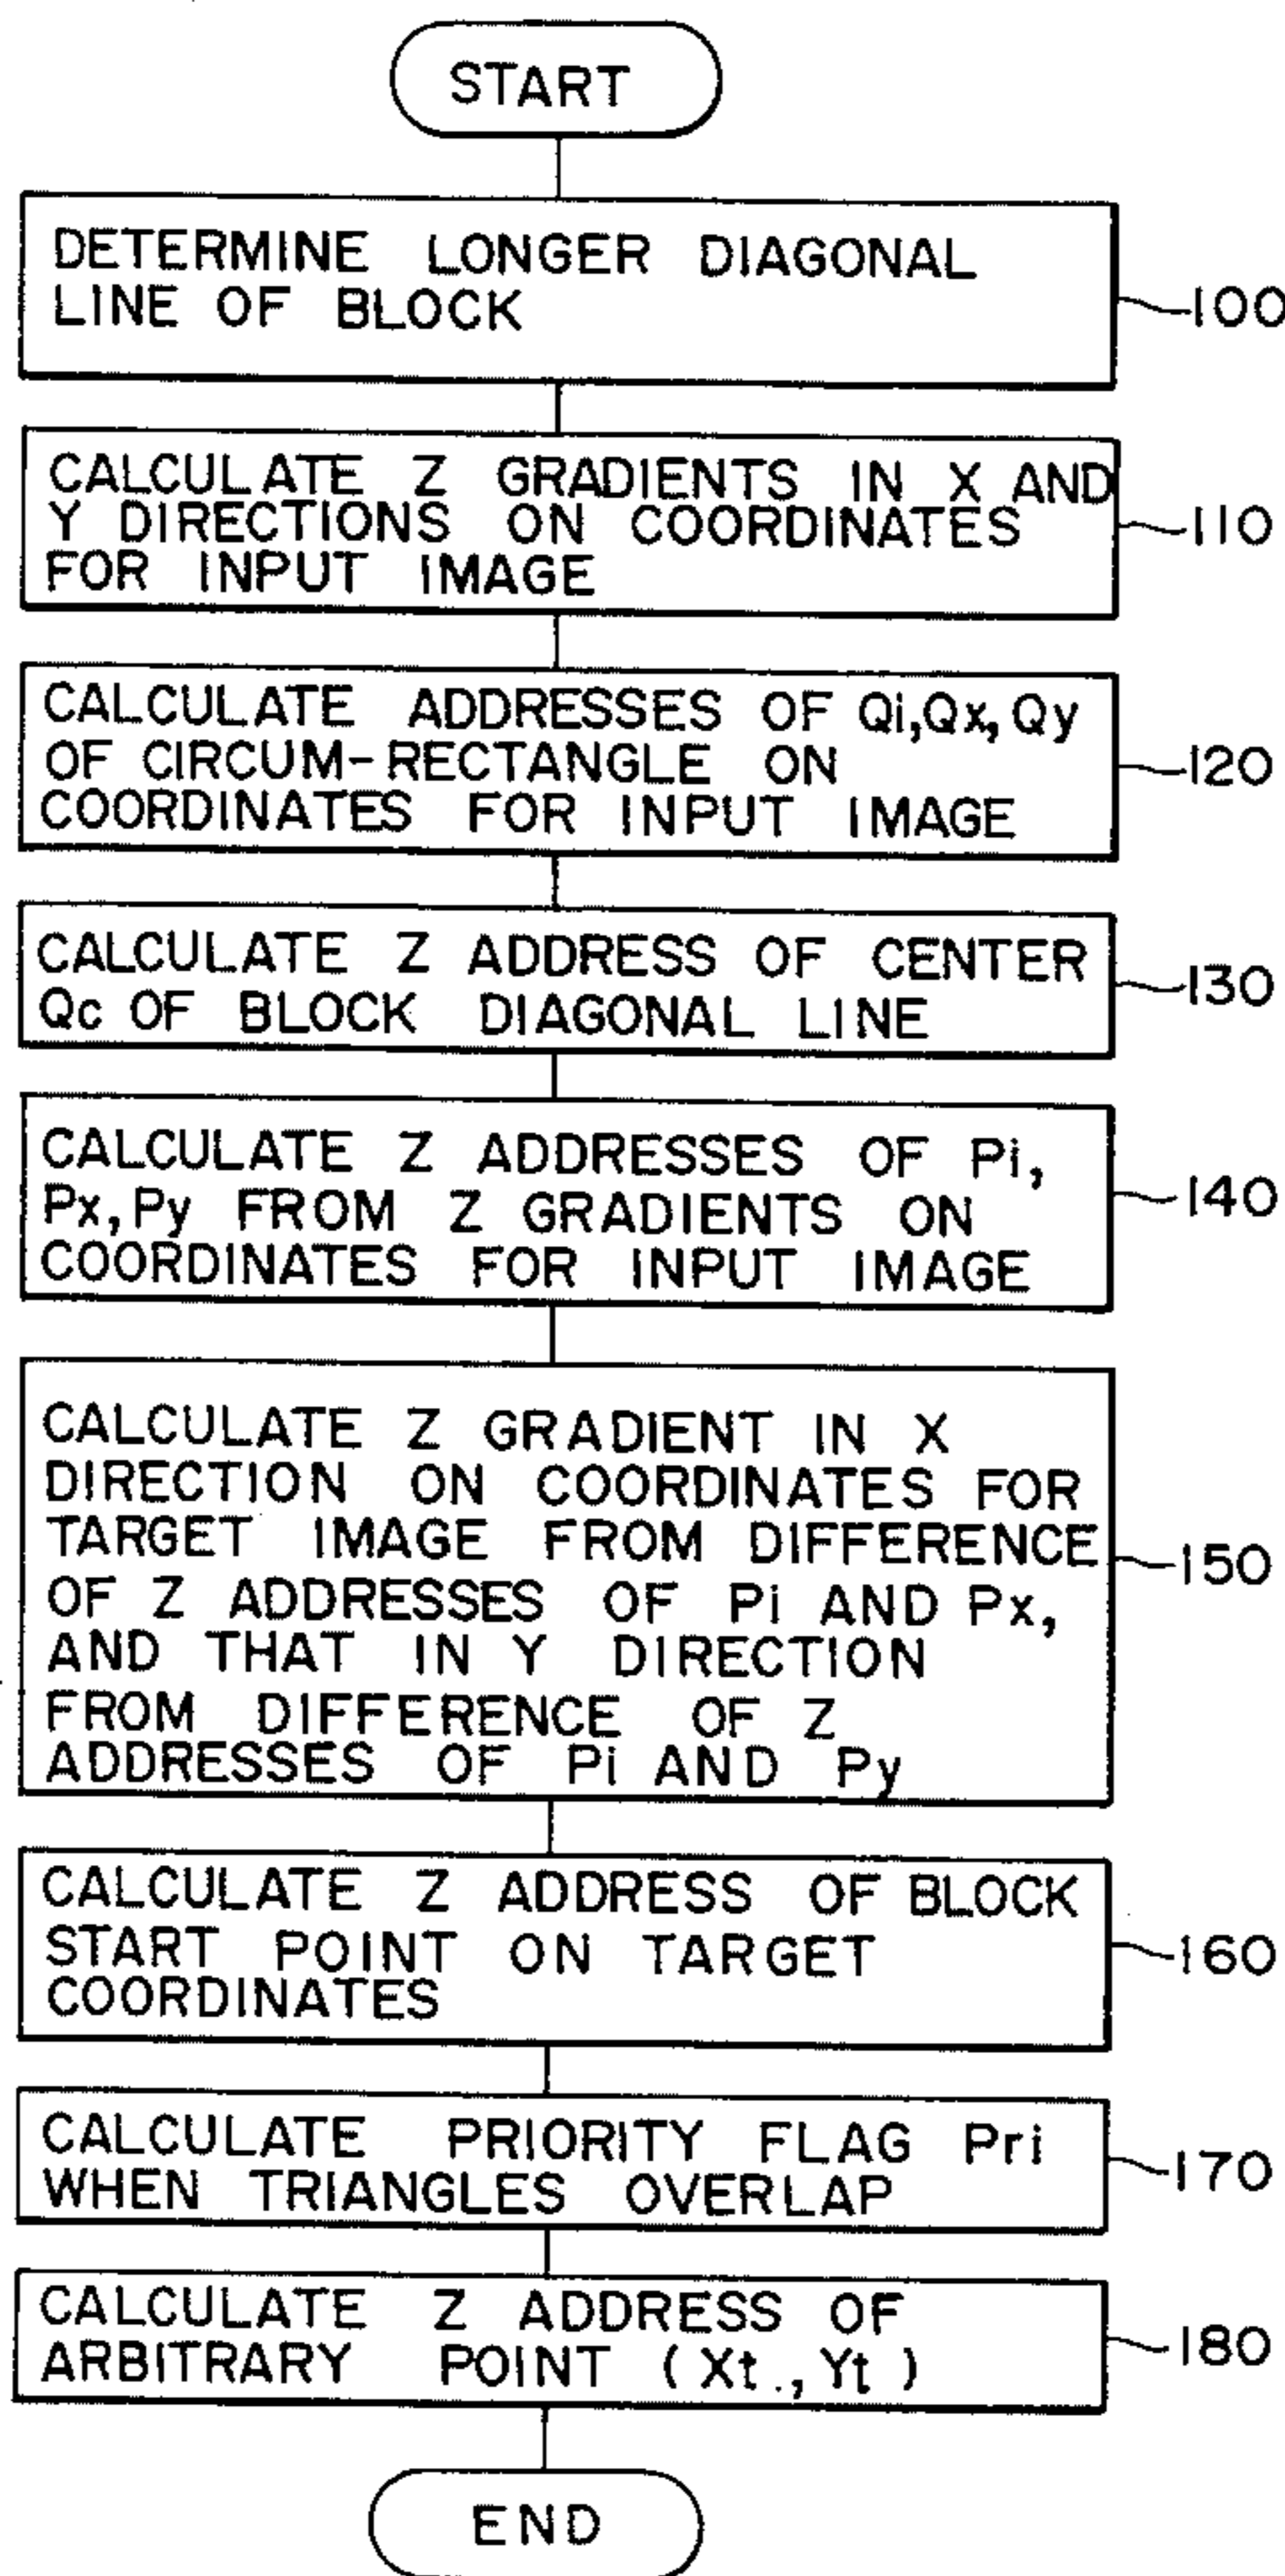 START
DETERMINE LONGER DIAGONAL
LINE OF BLOCK
100
CALCULATE Z GRADIENTS IN X AND
Y DIRECTIONS ON COORDINATES
FOR INPUT IMAGE
110
CALCULATE ADDRESSES OF Qi,Qx,Qy
OF CIRCUM-RECTANGLE ON
COORDINATES FOR INPUT IMAGE
120
CALCULATE Z ADDRESS OF CENTER
Qc OF BLOCK DIAGONAL LINE
130
CALCULATE Z ADDRESSES OF Pi,
Px,Py FROM Z GRADIENTS ON
COORDINATES FOR INPUT IMAGE
140
CALCULATE Z GRADIENT IN X
DIRECTION ON COORDINATES FOR
TARGET IMAGE FROM DIFFERENCE
OF Z ADDRESSES OF Pi AND Px,
AND THAT IN Y DIRECTION
FROM DIFFERENCE OF Z
ADDRESSES OF Pi AND Py
150
CALCULATE Z ADDRESS OF BLOCK
START POINT ON TARGET
COORDINATES
160
CALCULATE PRIORITY FLAG Pri
WHEN TRIANGLES OVERLAP
170
CALCULATE Z ADDRESS OF
ARBITRARY POINT (Xt.,Yt)
180
END